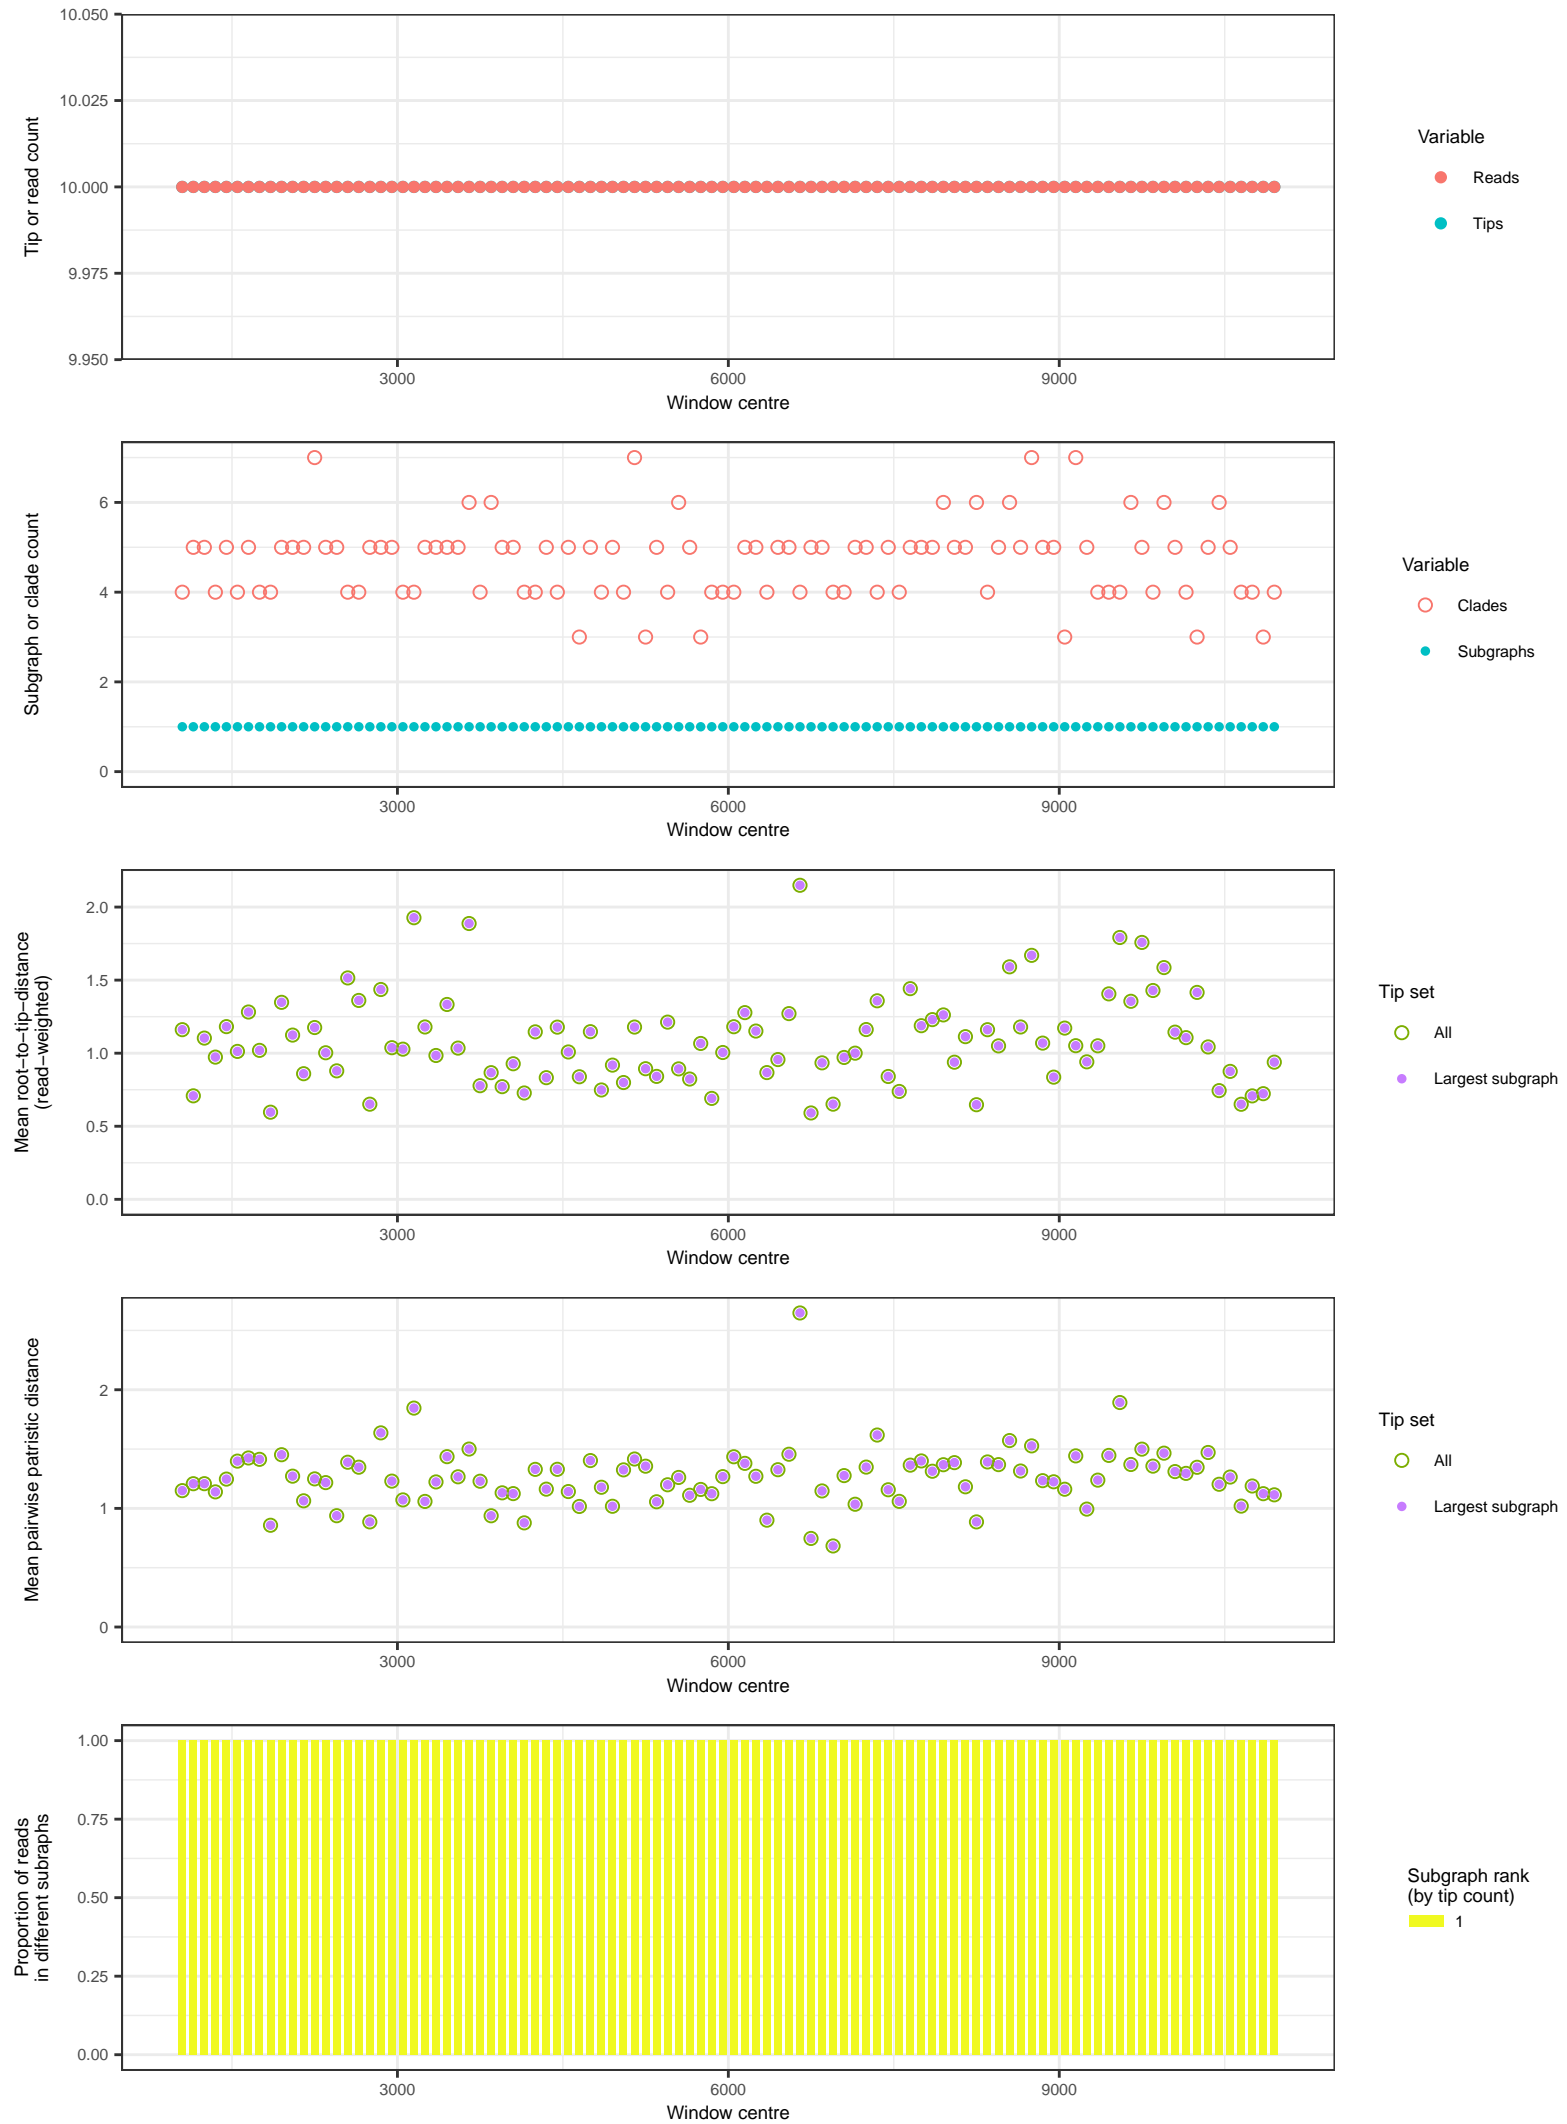 10.050
10.025
10.000
9.975
9.950
Tip or read count
3000
6000
9000
Window centre
Variable
Reads
Tips
6
4
2
0
Subgraph or clade count
3000
6000
9000
Window centre
Variable
Clades
Subgraphs
2.0
1.5
1.0
0.5
0.0
Mean root−to−tip−distance
(read−weighted)
3000
6000
9000
Window centre
Tip set
All
Largest subgraph
2
1
0
Mean pairwise patristic distance
3000
6000
9000
Window centre
Tip set
All
Largest subgraph
1.00
0.75
0.50
0.25
0.00
Proportion of reads
in different subraphs
3000
6000
9000
Window centre
Subgraph rank
(by tip count)
1